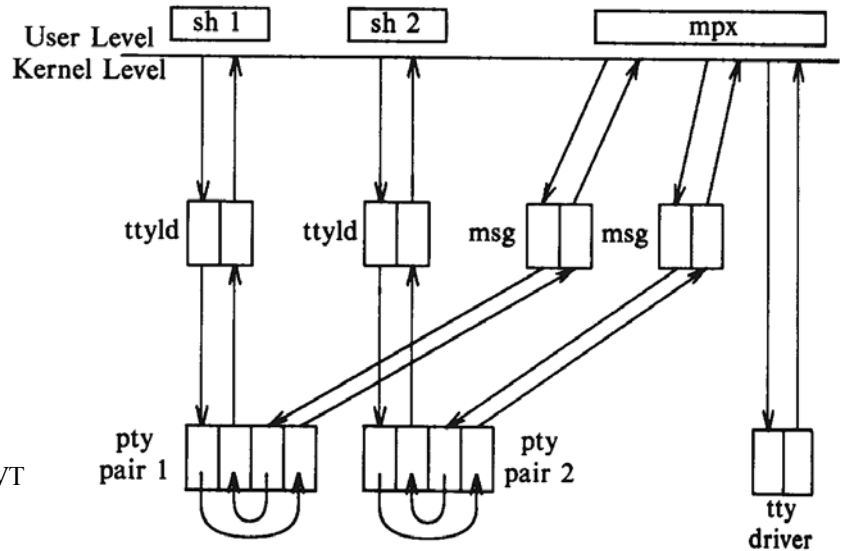 sh 1
sh 2
mpx
User Level
Kernel Level
ttyld
ttyld
msg
msg
pty
pair 1
pty
pair 2
VT
tty
driver